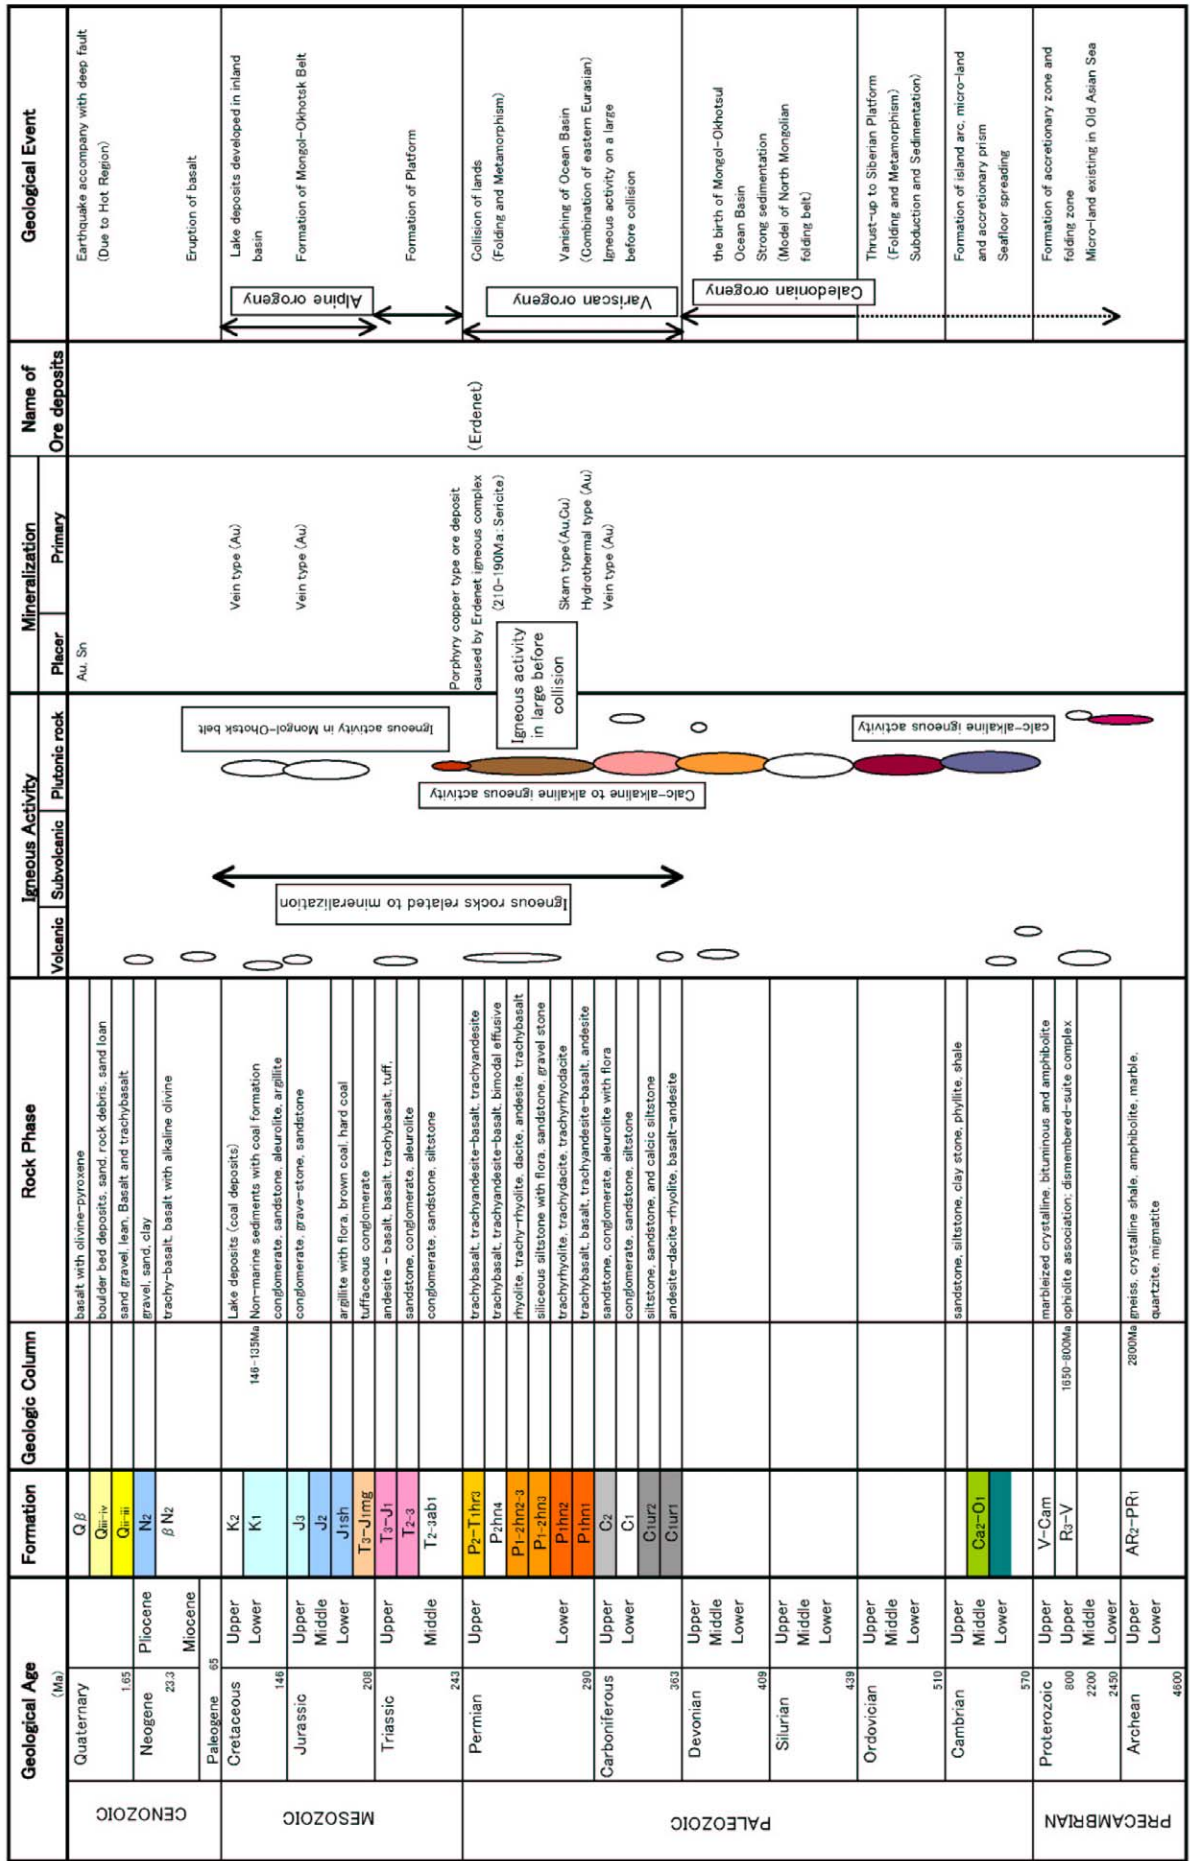 Geological Age
(Ma)
Formation
Geologic Column
Rock Phase
Igneous Activity
Volcanic
Subvolcanic
Plutonic rock
Mineralization
Placer
Primary
Name of
Ore deposits
Geological Event
CENOZOIC
Quaternary
1.65
Neogene
Pliocene
23.3
Miocene
Paleogene
65
MESOZOIC
Cretaceous
Upper
Lower
146
Jurassic
Upper
Middle
Lower
208
Triassic
Upper
Middle
243
PALEOZOIC
Permian
Upper
Lower
290
Carboniferous
Upper
Lower
363
Devonian
Upper
Middle
Lower
409
Silurian
Upper
Middle
Lower
439
Ordovician
Upper
Middle
Lower
510
Cambrian
Upper
Middle
Lower
570
PRECAMBRIAN
Proterozoic
Upper
800
Upper
2200
Middle
2450
Lower
Archean
Upper
Lower
4600
Qβ
QIII-IV
QII-III
N2
βN2
K2
K1
J3
J2
J1sh
T3-J1mg
T3-J1
T2-3
T2-3ab1
P2-T1hr3
P2hn4
P1-2hn2-3
P1-2hn3
P1hn2
P1hn1
C2
C1
C1ur2
C1ur1
Ca2-O1
V-Cam
R3-V
AR2-PR1
146-135Ma
1650-800Ma
2800Ma
basalt with olivine-pyroxene
boulder bed deposits, sand, rock debris, sand loan
sand gravel, lean, Basalt and trachybasalt
gravel, sand, clay
trachy-basalt, basalt with alkaline olivine
Lake deposits (coal deposits)
Non-marine sediments with coal formation
conglomerate, sandstone, aleurolite, argillite
conglomerate, grave-stone, sandstone
argillite with flora, brown coal, hard coal
tuffaceous conglomerate
andesite - basalt, basalt, trachybasalt, tuff,
sandstone, conglomerate, aleurolite
conglomerate, sandstone, siltstone
trachybasalt, trachyandesite-basalt, trachyandesite
trachybasalt, trachyandesite-basalt, bimodal effusive
rhyolite, trachy-rhyolite, dacite, andesite, trachybasalt
siliceous siltstone with flora, sandstone, gravel stone
trachyrhyolite, trachydacite, trachyrhyodacite
trachybasalt, basalt, trachyandesite-basalt, andesite
sandstone, conglomerate, aleurolite with flora
conglomerate, sandstone, siltstone
siltstone, sandstone, and calcic siltstone
andesite-dacite-rhyolite, basalt-andesite
sandstone, siltstone, clay stone, phyllite, shale
marbleized crystalline, bituminous and amphibolite
ophiolite association; dismembered-suite complex
gneiss, crystalline shale, amphibolite, marble,
quartzite, migmatite
Igneous rocks related to mineralization
Igneous activity in Mongol-Ohotsk belt
Calc-alkaline to alkaline igneous activity
Igneous activity
in large before
collision
calc-alkaline igneous activity
Au, Sn
Vein type (Au)
Vein type (Au)
Porphyry copper type ore deposit
caused by Erdenet igneous complex
(210-190Ma : Sericite)
Skarn type(Au,Cu)
Hydrothermal type (Au)
Vein type (Au)
(Erdenet)
Alpine orogeny
Variscan orogeny
Caledonian orogeny
Earthquake accompany with deep fault
(Due to Hot Region)
Eruption of basalt
Lake deposits developed in inland
basin
Formation of Mongol-Okhotsk Belt
Formation of Platform
Collision of lands
(Folding and Metamorphism)
Vanishing of Ocean Basin
(Combination of eastern Eurasian)
Igneous activity on a large
before collision
the birth of Mongol-Okhotsul
Ocean Basin
Strong sedimentation
(Model of North Mongolian
folding belt)
Thrust-up to Siberian Platform
(Folding and Metamorphism)
Subduction and Sedimentation)
Formation of island arc, micro-land
and accretionary prism
Seafloor spreading
Formation of accretionary zone and
folding zone
Micro-land existing in Old Asian Sea